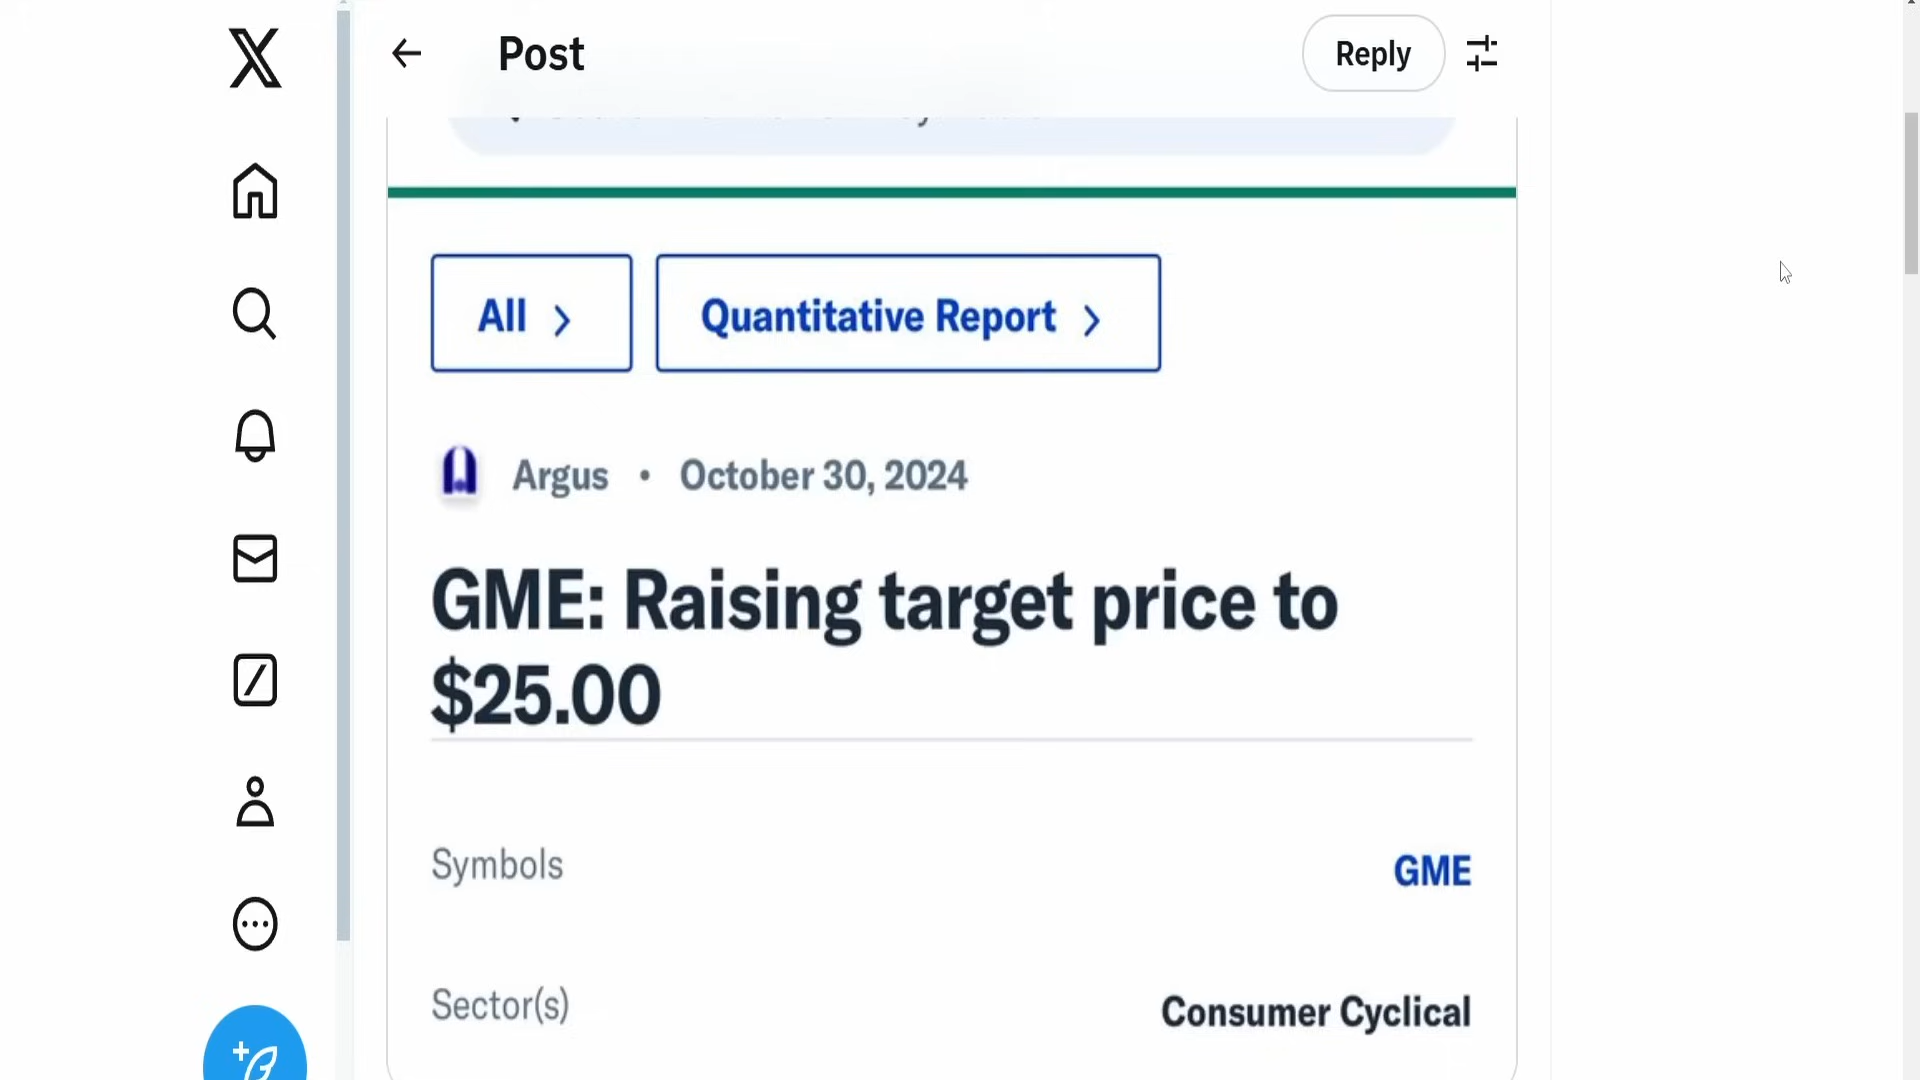 Post
Reply
All
Quantitative Report
Argus • October 30, 2024
GME: Raising target price to
$25.00
Symbols
GME
Sector(s)
Consumer Cyclical